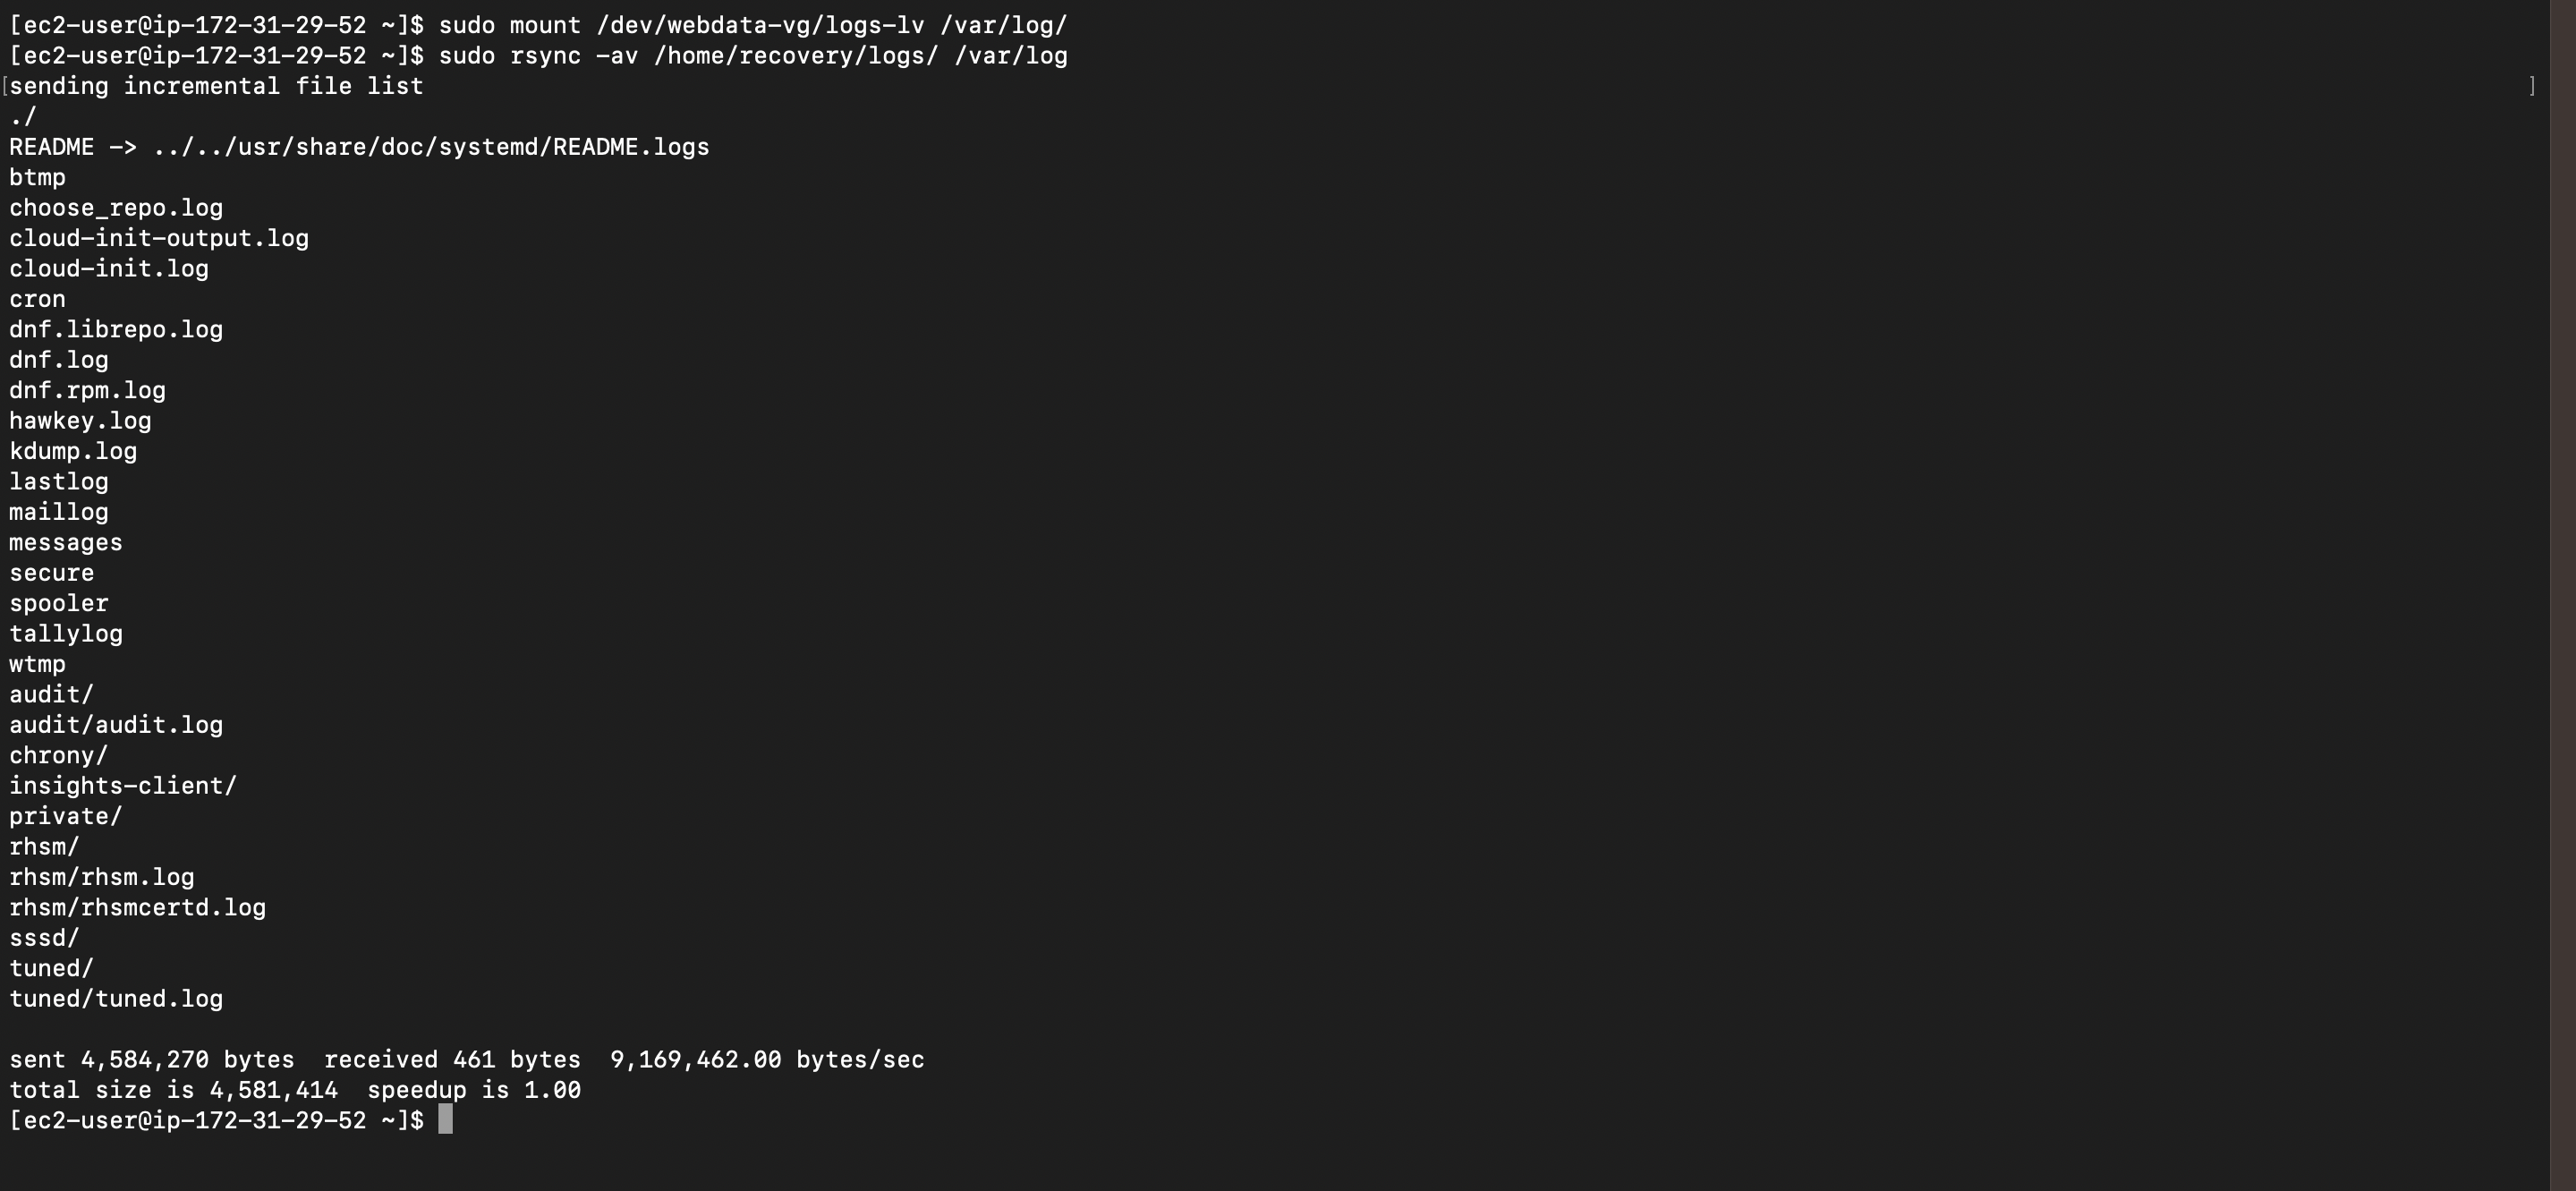 [ec2-user@ip-172-31-29-52 ~]$ sudo mount /dev/webdata-vg/logs-lv /var/log/
[ec2-user@ip-172-31-29-52 ~]$ sudo rsync -av /home/recovery/logs/ /var/log
[sending incremental file list ]
./
README -> ../../usr/share/doc/systemd/README.logs
btmp
choose_repo.log
cloud-init-output.log
cloud-init.log
cron
dnf.librepo.log
dnf.log
dnf.rpm.log
hawkey.log
kdump.log
lastlog
maillog
messages
secure
spooler
tallylog
wtmp
audit/
audit/audit.log
chrony/
insights-client/
private/
rhsm/
rhsm/rhsm.log
rhsm/rhsmcertd.log
sssd/
tuned/
tuned/tuned.log
sent 4,584,270 bytes  received 461 bytes  9,169,462.00 bytes/sec
total size is 4,581,414  speedup is 1.00
[ec2-user@ip-172-31-29-52 ~]$